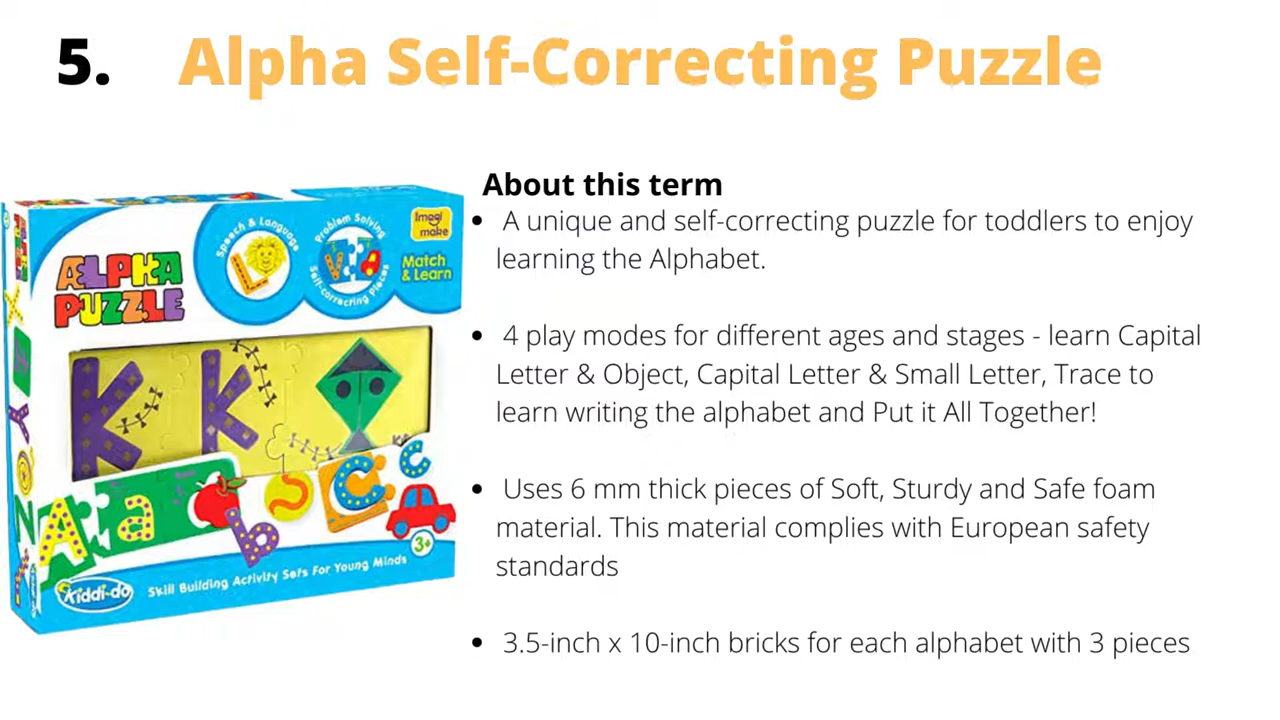 5. Alpha Self-Correcting Puzzle
About this term
• A unique and self-correcting puzzle for toddlers to enjoy
learning the Alphabet.
• 4 play modes for different ages and stages - learn Capital
Letter & Object, Capital Letter & Small Letter, Trace to
learn writing the alphabet and Put it All Together!
• Uses 6 mm thick pieces of Soft, Sturdy and Safe foam
material. This material complies with European safety
standards
• 3.5-inch x 10-inch bricks for each alphabet with 3 pieces
Speech & Language
L
Problem Solving
Self-correcting Pieces
Imagi
make
Match
& Learn
ALPHA
PUZZLE
K k
A a b C c
3+
Kiddi-do
Skill Building Activity Sets For Young Minds